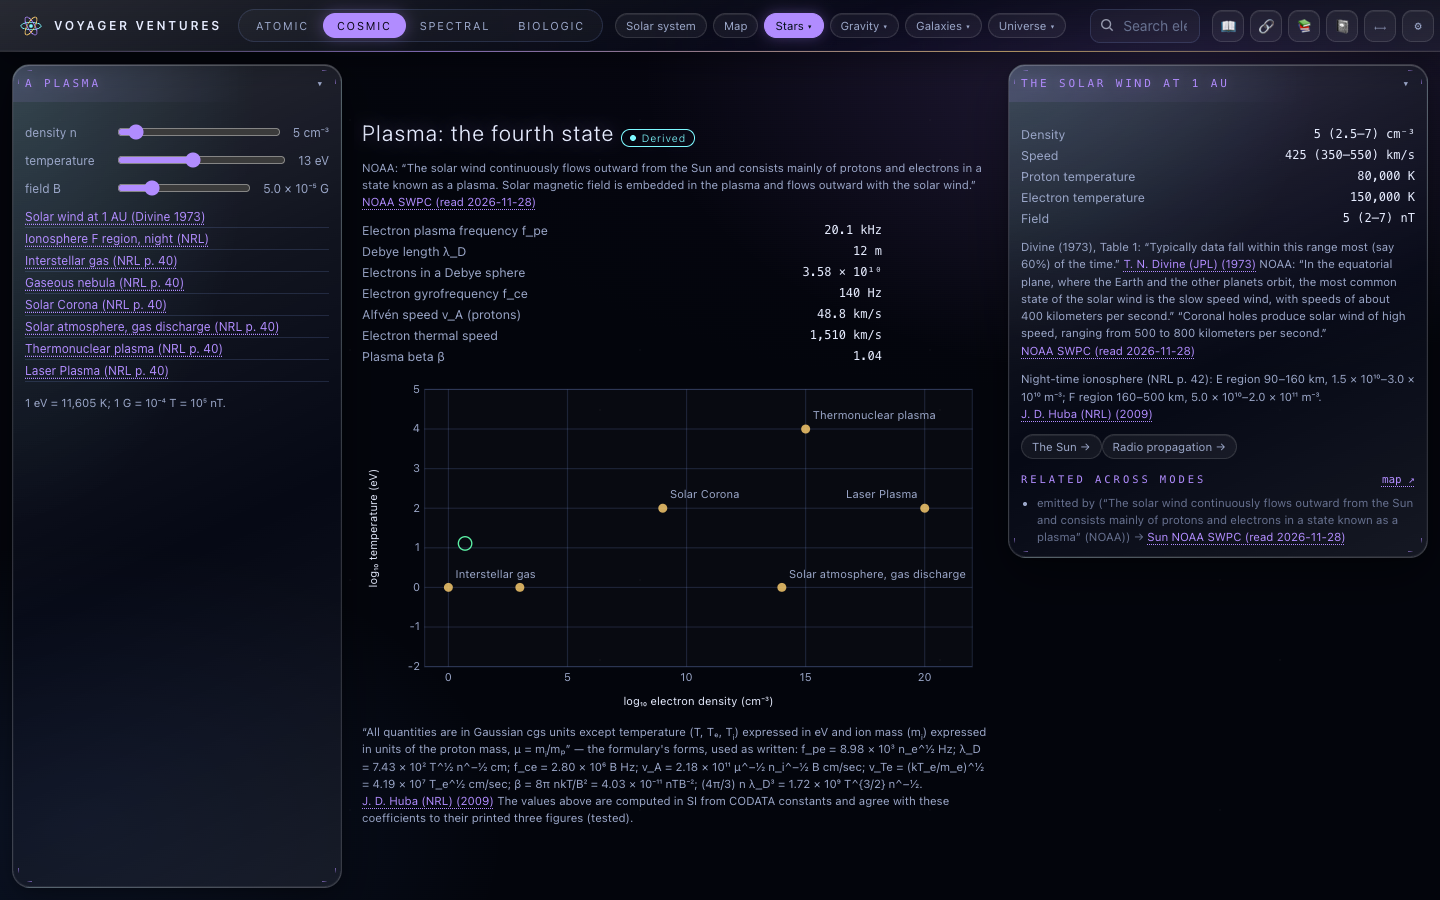 VOYAGER VENTURES
ATOMIC
COSMIC
SPECTRAL
BIOLOGIC
Solar system
Map
Stars ▾
Gravity ▾
Galaxies ▾
Universe ▾
Search ele
A PLASMA ▾
density n 5 cm⁻³
temperature 13 eV
field B 5.0 × 10⁻⁵ G
Solar wind at 1 AU (Divine 1973)
Ionosphere F region, night (NRL)
Interstellar gas (NRL p. 40)
Gaseous nebula (NRL p. 40)
Solar Corona (NRL p. 40)
Solar atmosphere, gas discharge (NRL p. 40)
Thermonuclear plasma (NRL p. 40)
Laser Plasma (NRL p. 40)
1 eV = 11,605 K; 1 G = 10⁻⁴ T = 10⁵ nT.
Plasma: the fourth state
Derived
NOAA: “The solar wind continuously flows outward from the Sun and consists mainly of protons and electrons in a
state known as a plasma. Solar magnetic field is embedded in the plasma and flows outward with the solar wind.”
NOAA SWPC (read 2026-11-28)
Electron plasma frequency f_pe 20.1 kHz
Debye length λ_D 12 m
Electrons in a Debye sphere 3.58 × 10¹⁰
Electron gyrofrequency f_ce 140 Hz
Alfvén speed v_A (protons) 48.8 km/s
Electron thermal speed 1,510 km/s
Plasma beta β 1.04
5
4
3
2
1
0
-1
-2
log₁₀ temperature (eV)
Thermonuclear plasma
Solar Corona
Laser Plasma
Interstellar gas
Solar atmosphere, gas discharge
0
5
10
15
20
log₁₀ electron density (cm⁻³)
“All quantities are in Gaussian cgs units except temperature (T, Tₑ, Tᵢ) expressed in eV and ion mass (mᵢ) expressed
in units of the proton mass, μ = mᵢ/mₚ” — the formulary's forms, used as written: f_pe = 8.98 × 10³ n_e^½ Hz; λ_D
= 7.43 × 10² T^½ n^−½ cm; f_ce = 2.80 × 10⁶ B Hz; v_A = 2.18 × 10¹¹ μ^−½ n_i^−½ B cm/sec; v_Te = (kT_e/m_e)^½
= 4.19 × 10⁷ T_e^½ cm/sec; β = 8π nkT/B² = 4.03 × 10⁻¹¹ nTB⁻²; (4π/3) n λ_D³ = 1.72 × 10⁹ T^{3/2} n^−½.
J. D. Huba (NRL) (2009) The values above are computed in SI from CODATA constants and agree with these
coefficients to their printed three figures (tested).
THE SOLAR WIND AT 1 AU ▾
Density 5 (2.5–7) cm⁻³
Speed 425 (350–550) km/s
Proton temperature 80,000 K
Electron temperature 150,000 K
Field 5 (2–7) nT
Divine (1973), Table 1: “Typically data fall within this range most (say
60%) of the time.” T. N. Divine (JPL) (1973) NOAA: “In the equatorial
plane, where the Earth and the other planets orbit, the most common
state of the solar wind is the slow speed wind, with speeds of about
400 kilometers per second.” “Coronal holes produce solar wind of high
speed, ranging from 500 to 800 kilometers per second.”
NOAA SWPC (read 2026-11-28)
Night-time ionosphere (NRL p. 42): E region 90–160 km, 1.5 × 10¹⁰–3.0 ×
10¹⁰ m⁻³; F region 160–500 km, 5.0 × 10¹⁰–2.0 × 10¹¹ m⁻³.
J. D. Huba (NRL) (2009)
The Sun →
Radio propagation →
RELATED ACROSS MODES map ↗
• emitted by (“The solar wind continuously flows outward from the Sun
and consists mainly of protons and electrons in a state known as a
plasma” (NOAA)) → Sun NOAA SWPC (read 2026-11-28)